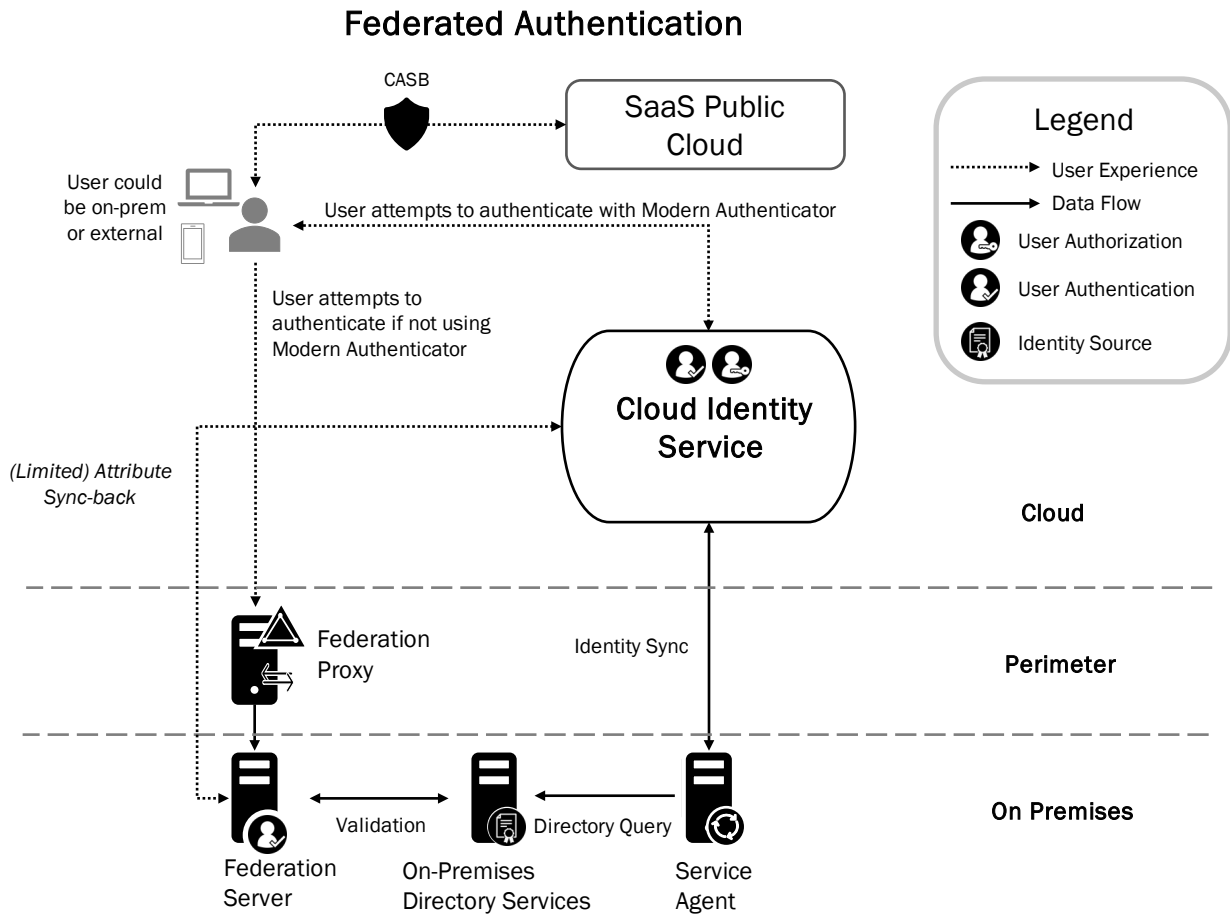 Federated Authentication
CASB
SaaS Public
Cloud
User could
be on-prem
or external
User attempts to authenticate with Modern Authenticator
User attempts to
authenticate if not using
Modern Authenticator
Cloud Identity
Service
(Limited) Attribute
Sync-back
Legend
User Experience
Data Flow
User Authorization
User Authentication
Identity Source
Cloud
Federation
Proxy
Identity Sync
Perimeter
Validation
Directory Query
On Premises
Federation
Server
On-Premises
Directory Services
Service
Agent